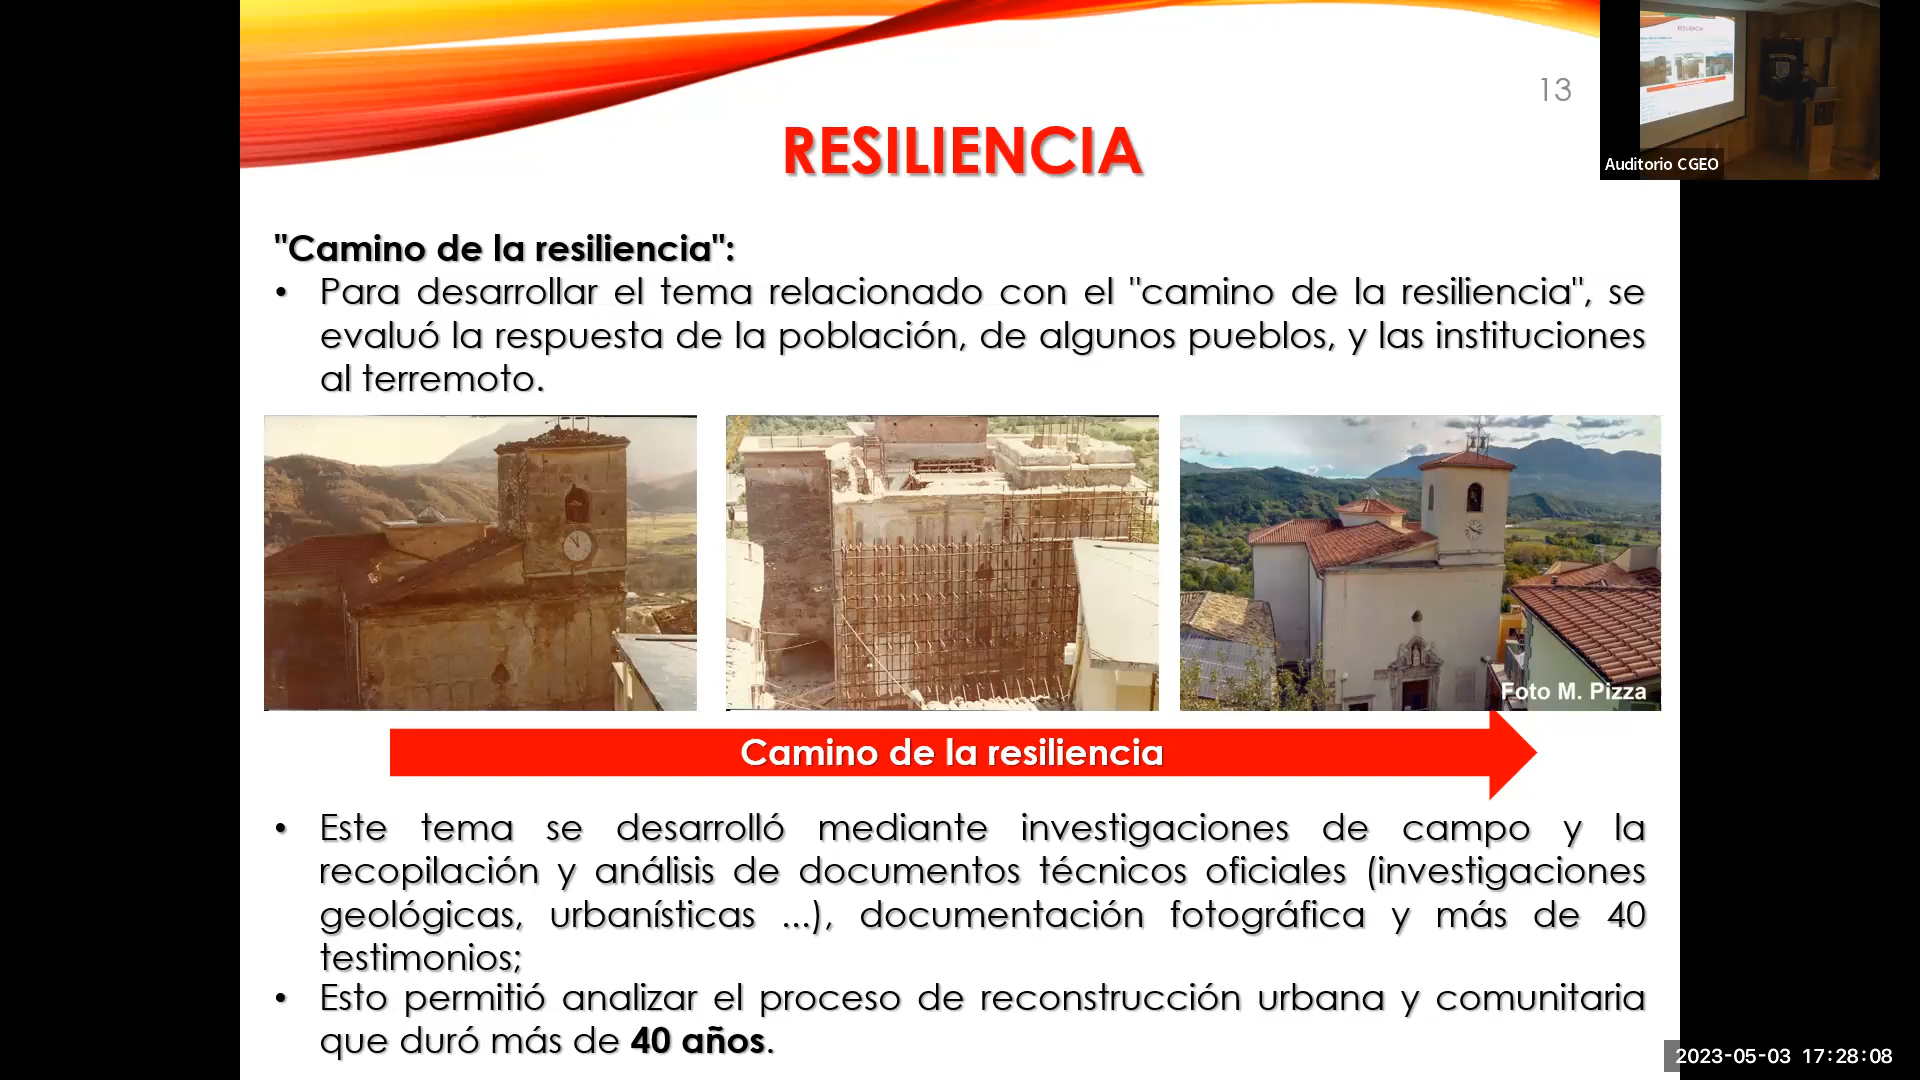 13
Auditorio CGEO
RESILIENCIA
"Camino de la resiliencia":
• Para desarrollar el tema relacionado con el "camino de la resiliencia", se
evaluó la respuesta de la población, de algunos pueblos, y las instituciones
al terremoto.
Foto M. Pizza
Camino de la resiliencia
• Este tema se desarrolló mediante investigaciones de campo y la
recopilación y análisis de documentos técnicos oficiales (investigaciones
geológicas, urbanísticas ...), documentación fotográfica y más de 40
testimonios;
• Esto permitió analizar el proceso de reconstrucción urbana y comunitaria
que duró más de 40 años.
2023-05-03 17:28:08